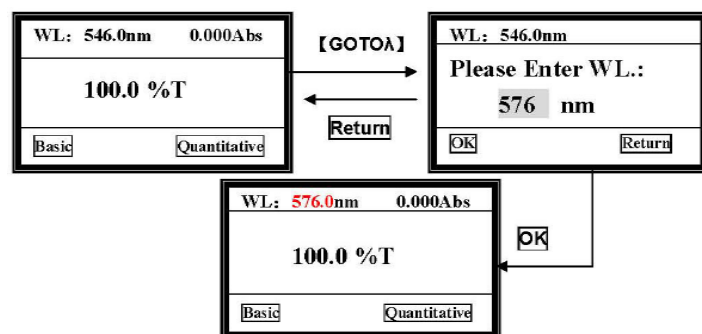 WL: 546.0nm 0.000Abs
100.0 %T
Basic Quantitative
【GOTOλ】
Return
WL: 546.0nm
Please Enter WL.:
576 nm
OK Return
OK
WL: 576.0nm 0.000Abs
100.0 %T
Basic Quantitative